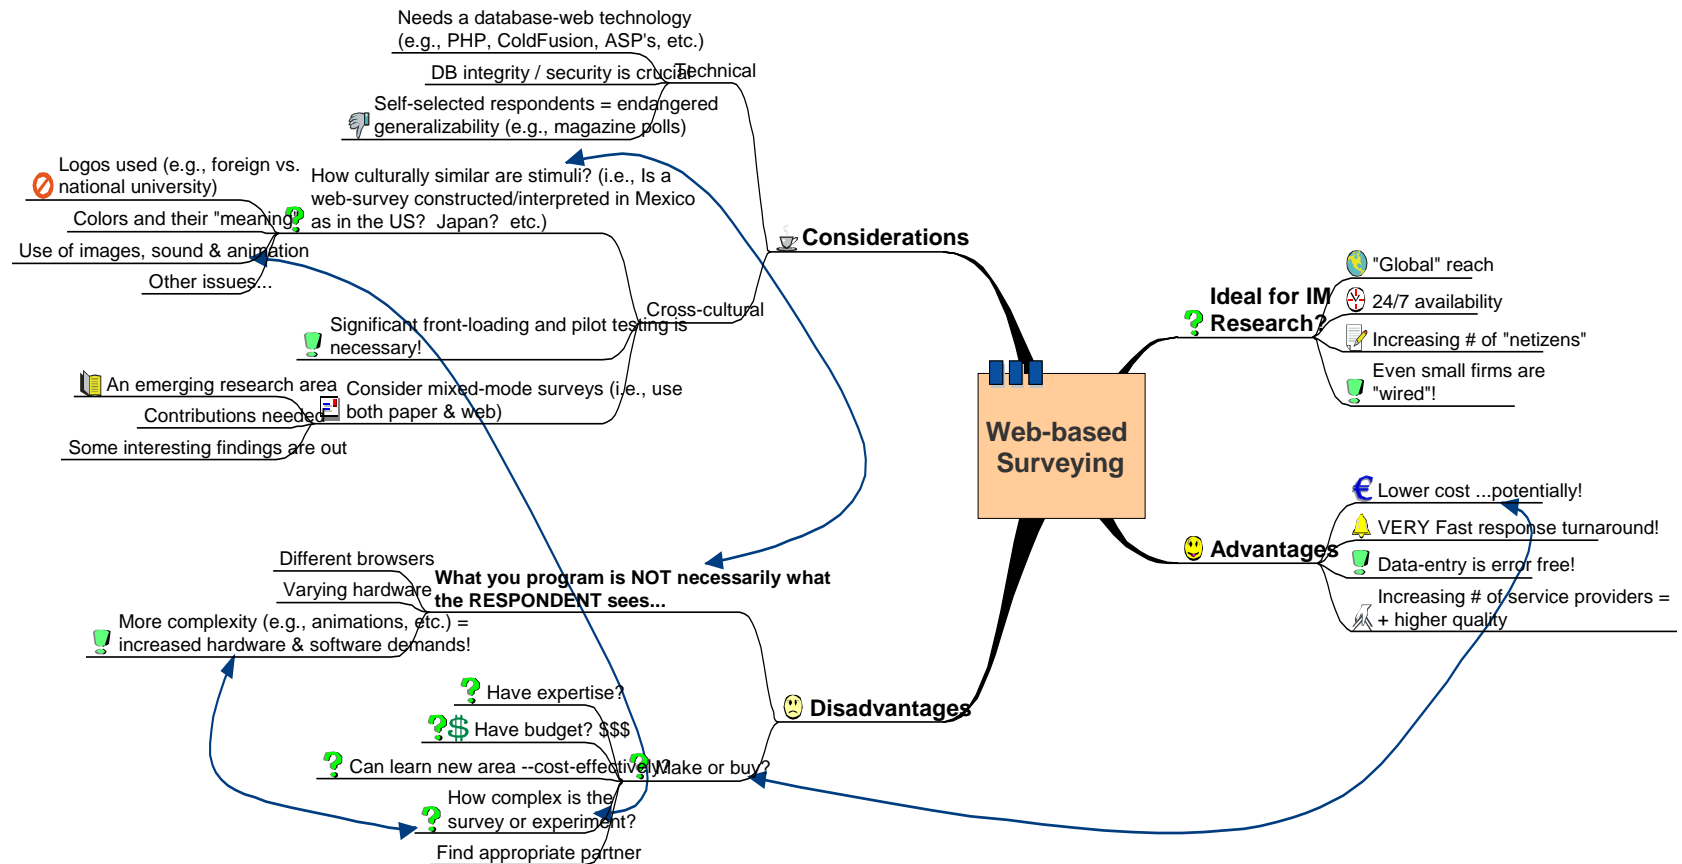 Needs a database-web technology
(e.g., PHP, ColdFusion, ASP's, etc.)
DB integrity / security is crucial
Technical
Self-selected respondents = endangered
generalizability (e.g., magazine polls)
Logos used (e.g., foreign vs.
national university)
Colors and their "meaning"
Use of images, sound & animation
Other issues...
How culturally similar are stimuli? (i.e., Is a
web-survey constructed/interpreted in Mexico
as in the US?  Japan?  etc.)
Considerations
Cross-cultural
Significant front-loading and pilot testing is
necessary!
An emerging research area
Contributions needed
Some interesting findings are out
Consider mixed-mode surveys (i.e., use
both paper & web)
Web-based
Surveying
Ideal for IM
Research?
"Global" reach
24/7 availability
Increasing # of "netizens"
Even small firms are
"wired"!
Advantages
Lower cost ...potentially!
VERY Fast response turnaround!
Data-entry is error free!
Increasing # of service providers =
+ higher quality
Different browsers
Varying hardware
More complexity (e.g., animations, etc.) =
increased hardware & software demands!
What you program is NOT necessarily what
the RESPONDENT sees...
Disadvantages
Have expertise?
Have budget? $$$
Can learn new area --cost-effectively?
Make or buy?
How complex is the
survey or experiment?
Find appropriate partner